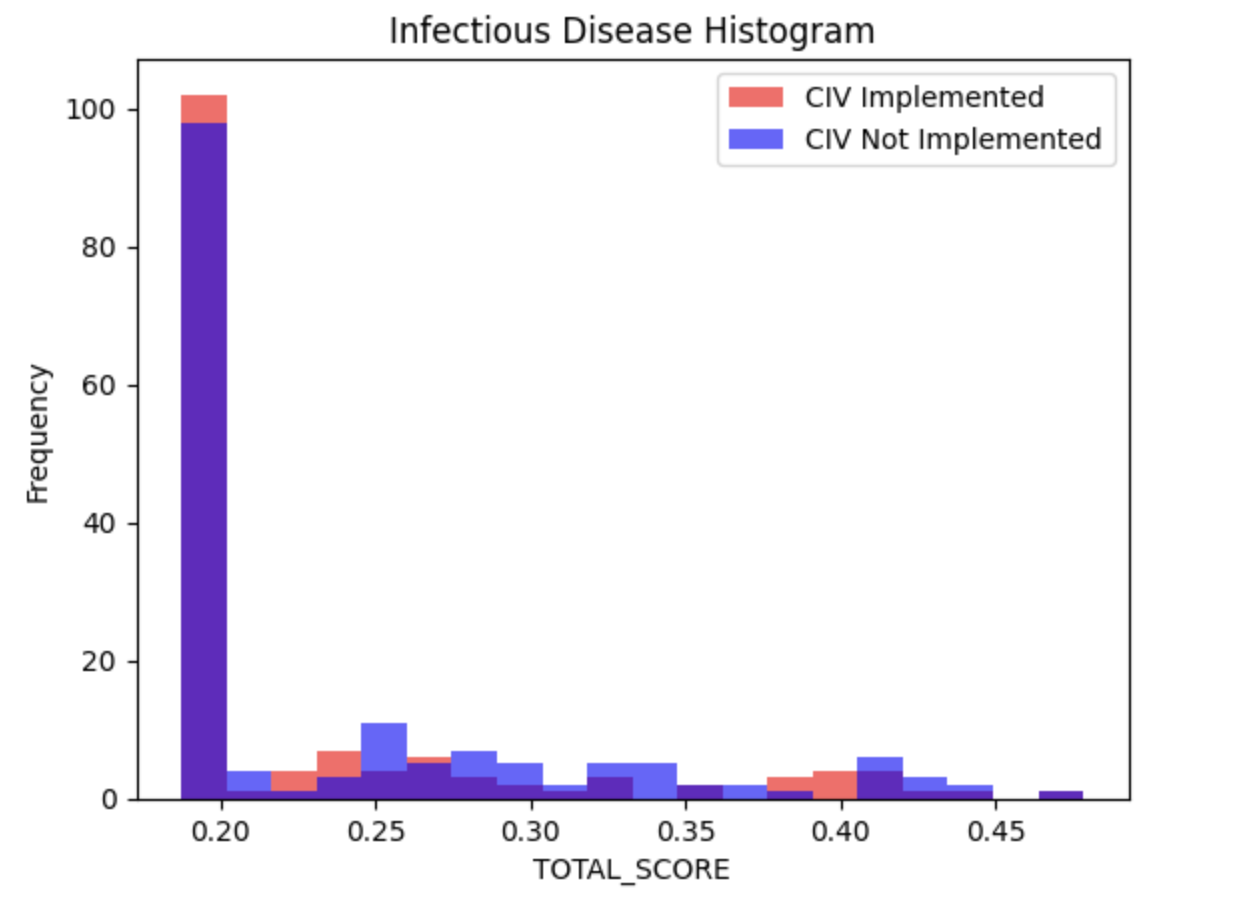 Infectious Disease Histogram
CIV Implemented
CIV Not Implemented
100
80
60
40
20
0
Frequency
0.20 0.25 0.30 0.35 0.40 0.45
TOTAL_SCORE